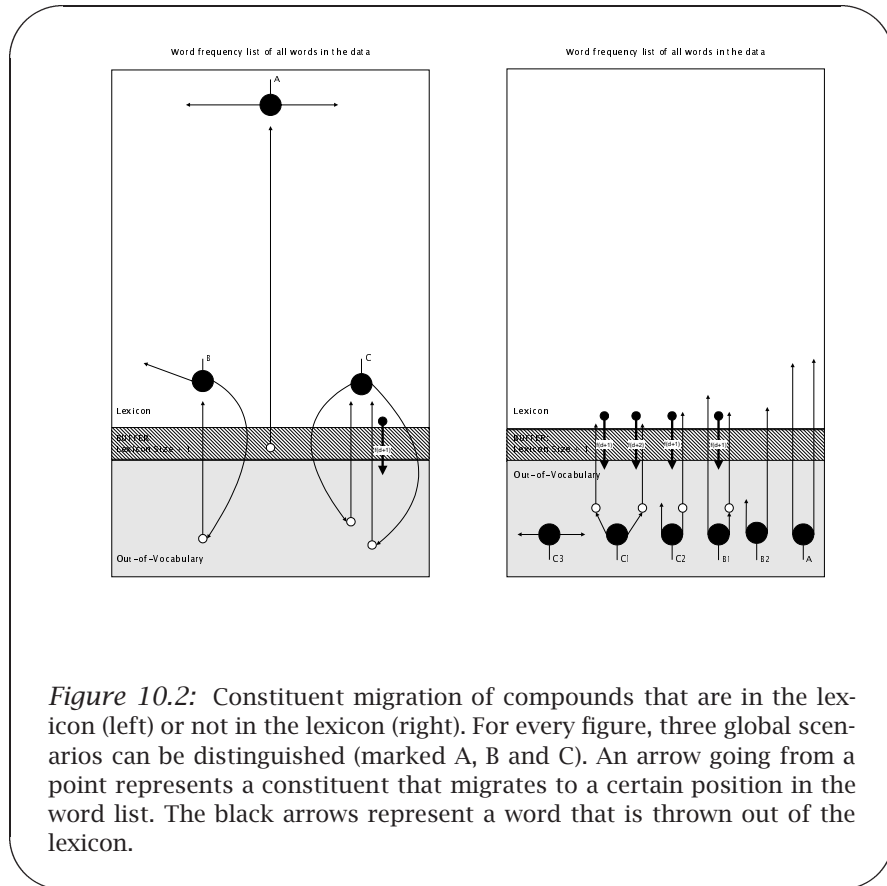 Word frequency list of all words in the data
A
B
C
Lexicon
BUFFER:
Lexicon Size + 1
Out-of-Vocabulary
Word frequency list of all words in the data
Lexicon
BUFFER:
Lexicon Size + 1
Out-of-Vocabulary
C3 C1 C2 B1 B2 A
Figure 10.2: Constituent migration of compounds that are in the lex-
icon (left) or not in the lexicon (right). For every figure, three global scen-
arios can be distinguished (marked A, B and C). An arrow going from a
point represents a constituent that migrates to a certain position in the
word list. The black arrows represent a word that is thrown out of the
lexicon.